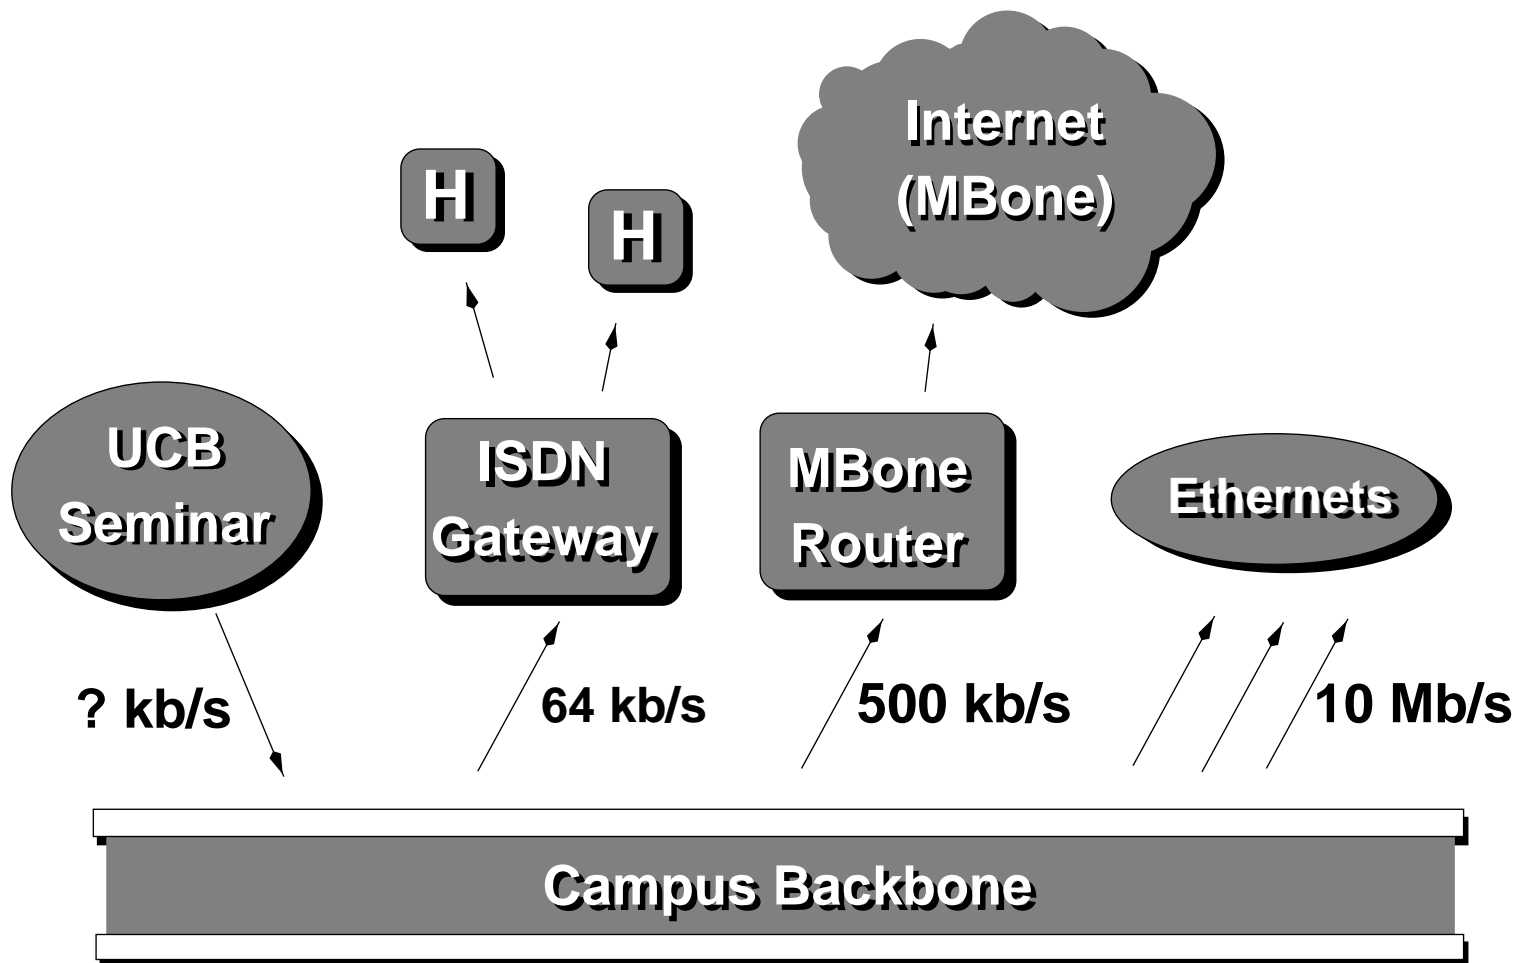 Internet
(MBone)
H
H
UCB
Seminar
ISDN
Gateway
MBone
Router
Ethernets
? kb/s
64 kb/s
500 kb/s
10 Mb/s
Campus Backbone